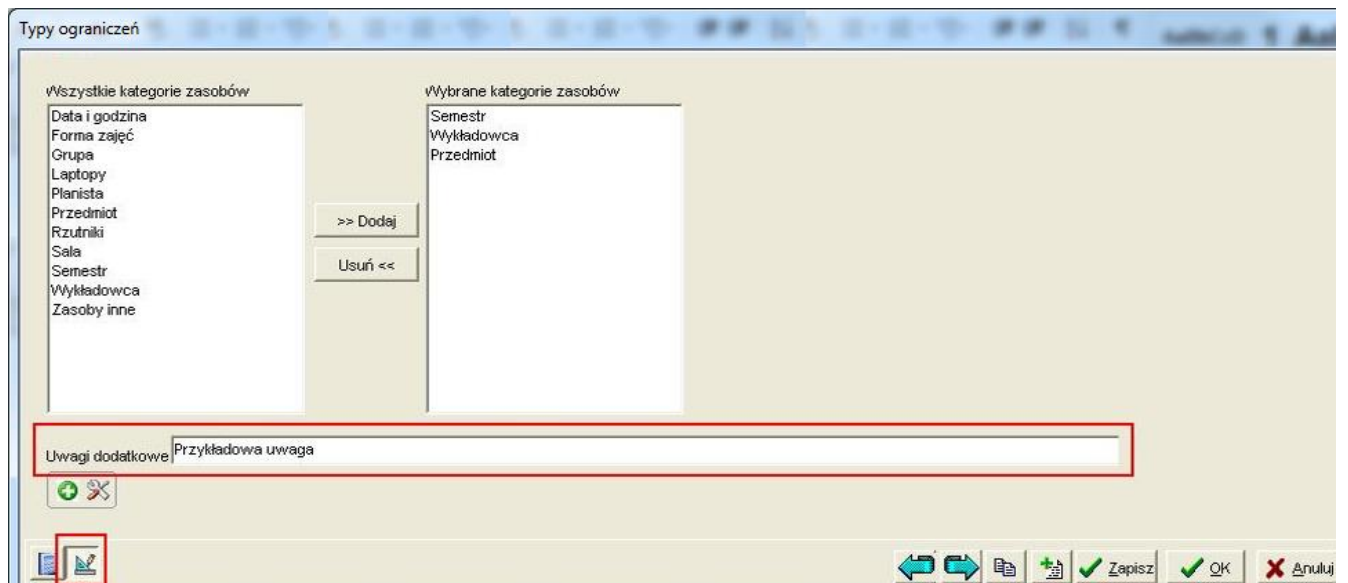 Typy ograniczeń
Wszystkie kategorie zasobów
Data i godzina
Forma zajęć
Grupa
Laptopy
Planista
Przedmiot
Rzutniki
Sala
Semestr
Wykładowca
Zasoby inne
>> Dodaj
Usuń <<
Wybrane kategorie zasobów
Semestr
Wykładowca
Przedmiot
Uwagi dodatkowe Przykładowa uwaga
Zapisz
OK
Anuluj